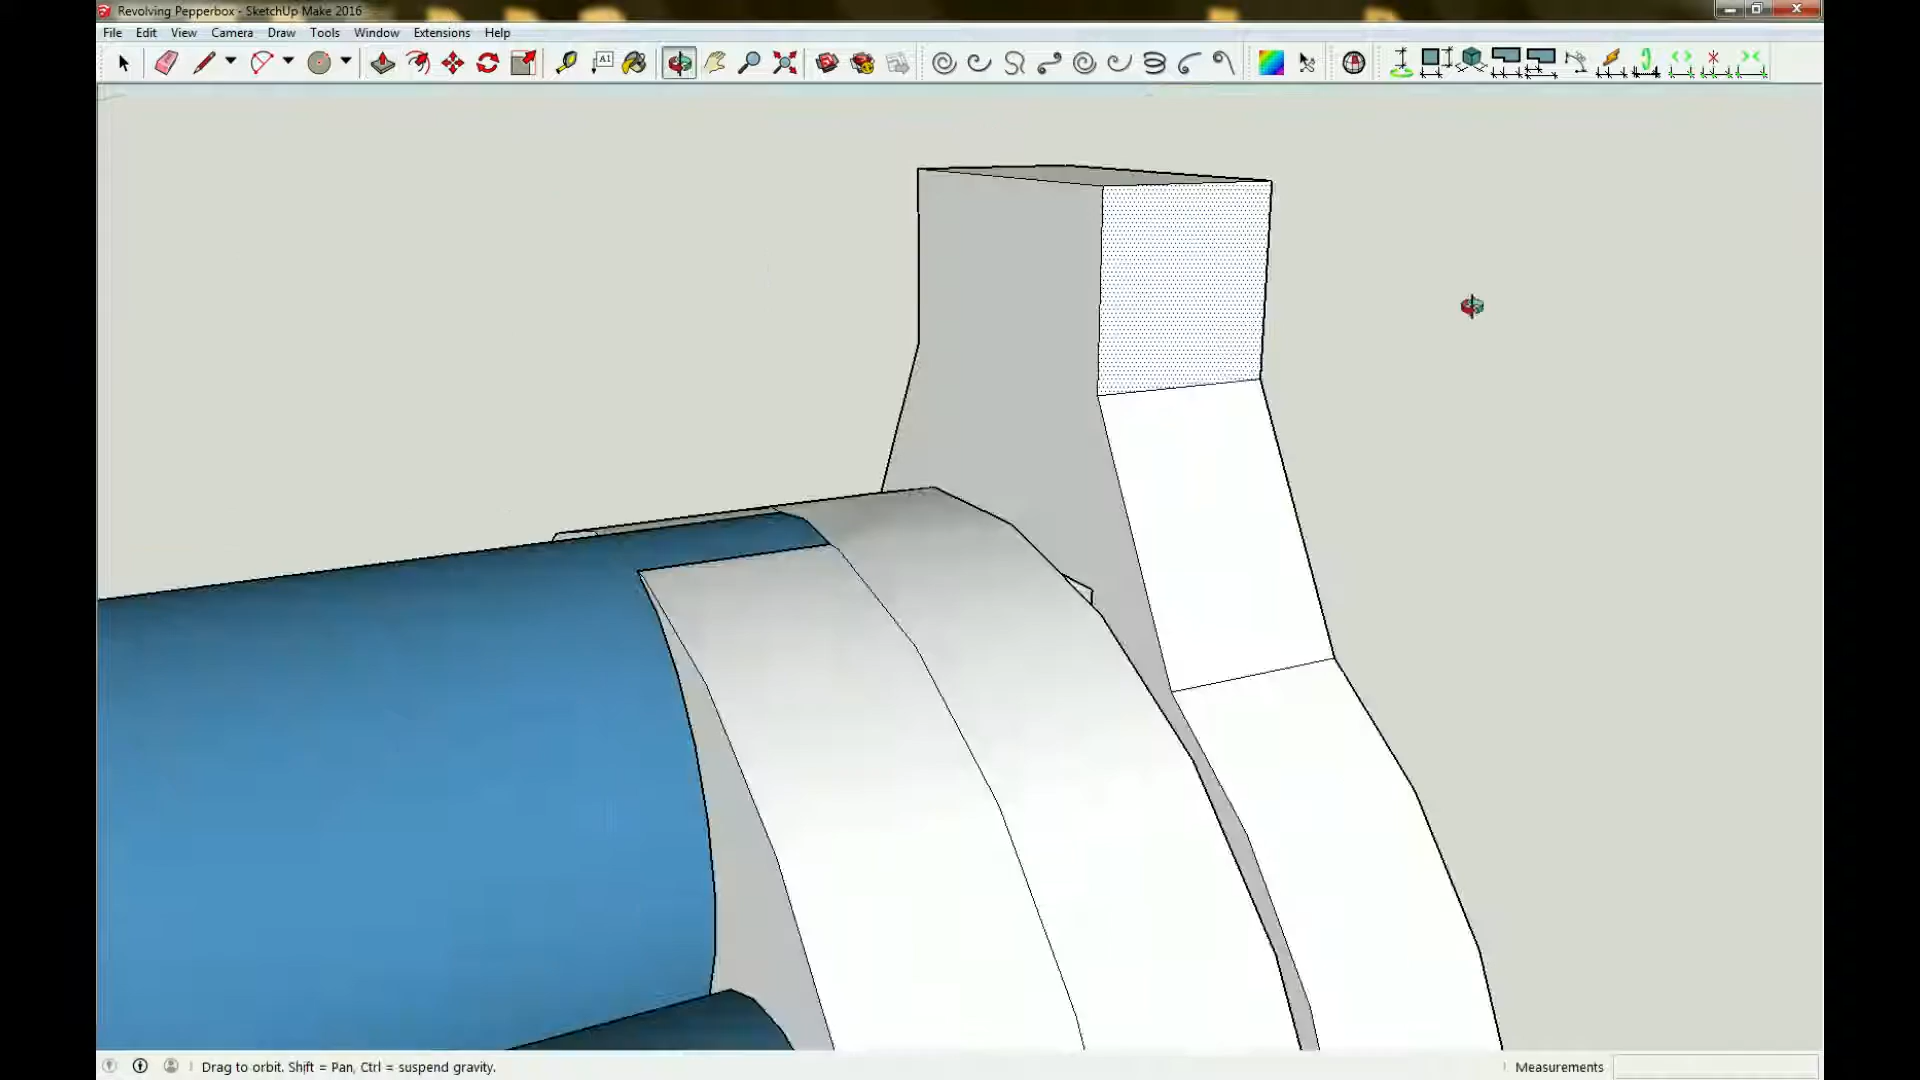 Revolving Pepperbox - SketchUp Make 2016
File Edit View Camera Draw Tools Window Extensions Help
AI
Drag to orbit. Shift = Pan, Ctrl = suspend gravity.
Measurements